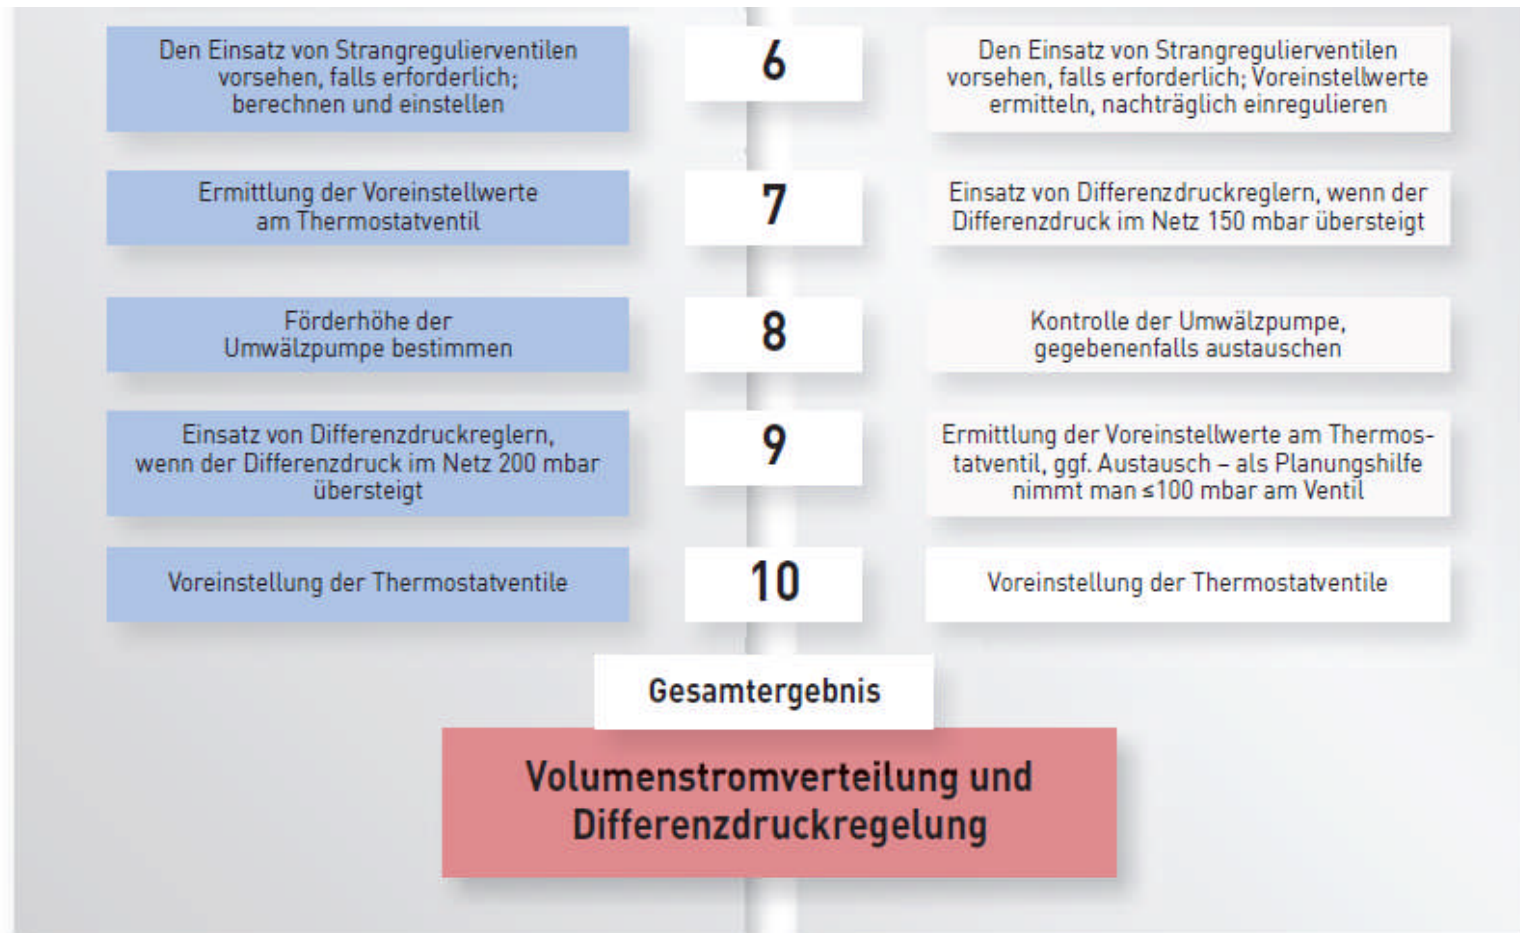 Den Einsatz von Strangregulierventilen
vorsehen, falls erforderlich;
berechnen und einstellen
6
Den Einsatz von Strangregulierventilen
vorsehen, falls erforderlich; Voreinstellwerte
ermitteln, nachträglich einregulieren
Ermittlung der Voreinstellwerte
am Thermostatventil
7
Einsatz von Differenzdruckreglern, wenn der
Differenzdruck im Netz 150 mbar übersteigt
Förderhöhe der
Umwälzpumpe bestimmen
8
Kontrolle der Umwälzpumpe,
gegebenenfalls austauschen
Einsatz von Differenzdruckreglern,
wenn der Differenzdruck im Netz 200 mbar
übersteigt
9
Ermittlung der Voreinstellwerte am Thermos-
tatventil, ggf. Austausch – als Planungshilfe
nimmt man ≤100 mbar am Ventil
Voreinstellung der Thermostatventile
10
Voreinstellung der Thermostatventile
Gesamtergebnis
Volumenstromverteilung und
Differenzdruckregelung